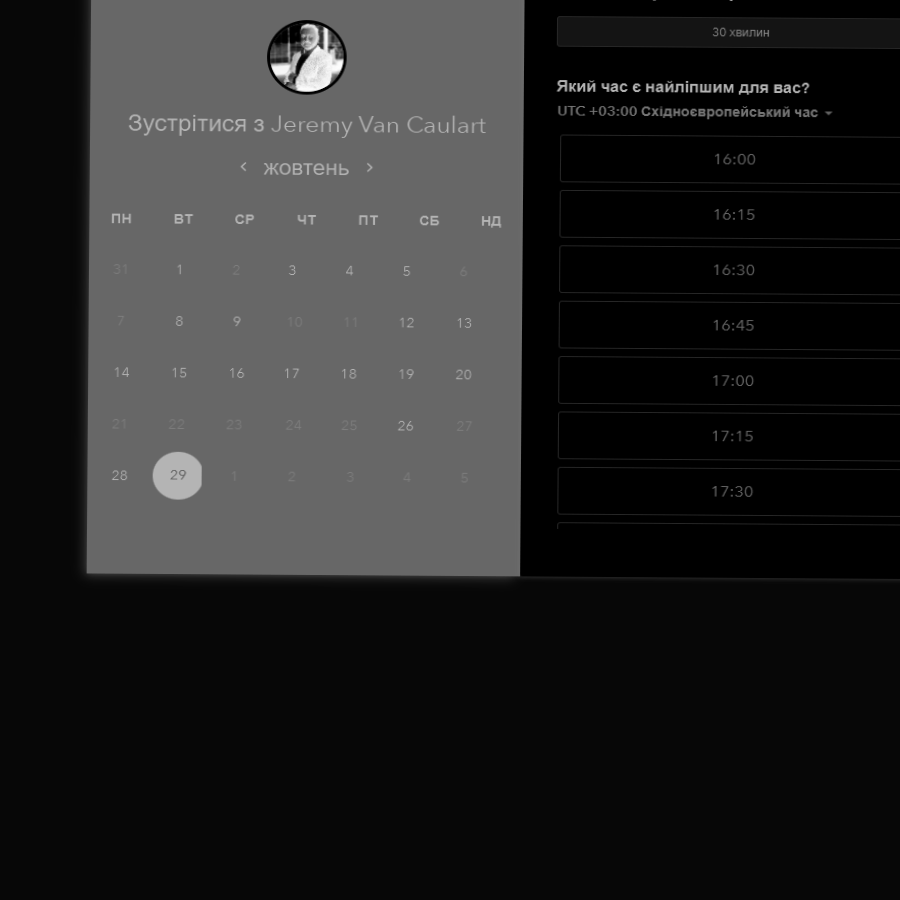 Зустрітися з Jeremy Van Caulart
жовтень
ПН ВТ СР ЧТ ПТ СБ НД
31 1 2 3 4 5 6
7 8 9 10 11 12 13
14 15 16 17 18 19 20
21 22 23 24 25 26 27
28 29 1 2 3 4 5
30 хвилин
Який час є найліпшим для вас?
UTC +03:00 Східноєвропейський час
16:00
16:15
16:30
16:45
17:00
17:15
17:30